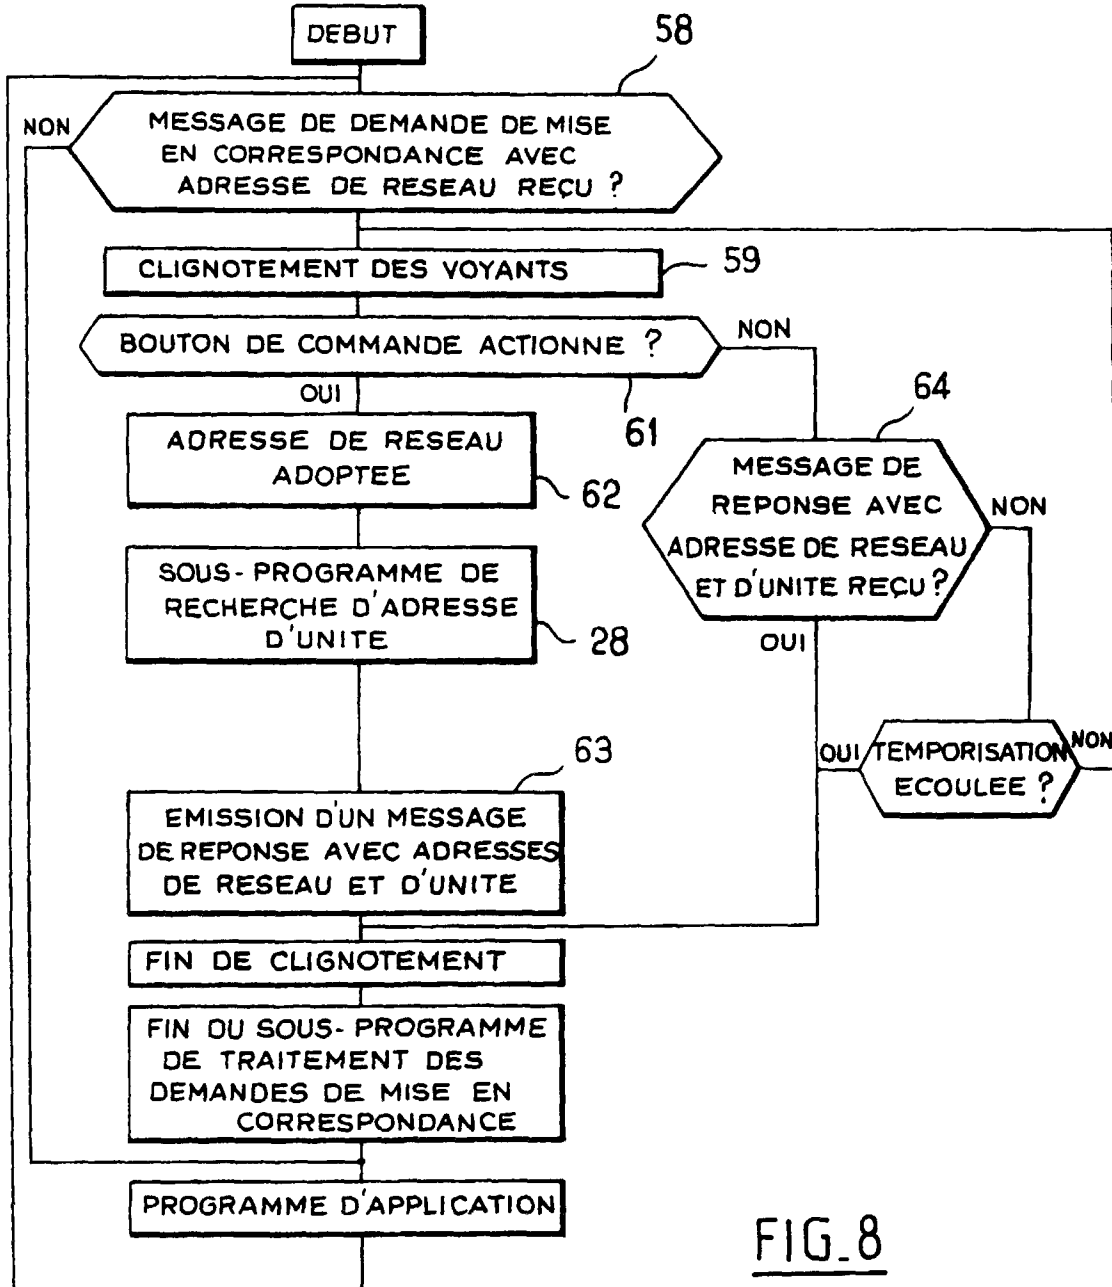 DEBUT
58
NON
MESSAGE DE DEMANDE DE MISE
EN CORRESPONDANCE AVEC
ADRESSE DE RESEAU REÇU ?
CLIGNOTEMENT DES VOYANTS
59
BOUTON DE COMMANDE ACTIONNE ?
NON
OUI
61
ADRESSE DE RESEAU
ADOPTEE
62
64
MESSAGE DE
REPONSE AVEC
ADRESSE DE RESEAU
ET D'UNITE REÇU ?
NON
OUI
SOUS-PROGRAMME DE
RECHERCHE D'ADRESSE
D'UNITE
28
OUI
TEMPORISATION
ECOULEE ?
NON
63
EMISSION D'UN MESSAGE
DE REPONSE AVEC ADRESSES
DE RESEAU ET D'UNITE
FIN DE CLIGNOTEMENT
FIN DU SOUS-PROGRAMME
DE TRAITEMENT DES
DEMANDES DE MISE EN
CORRESPONDANCE
PROGRAMME D'APPLICATION
FIG_8